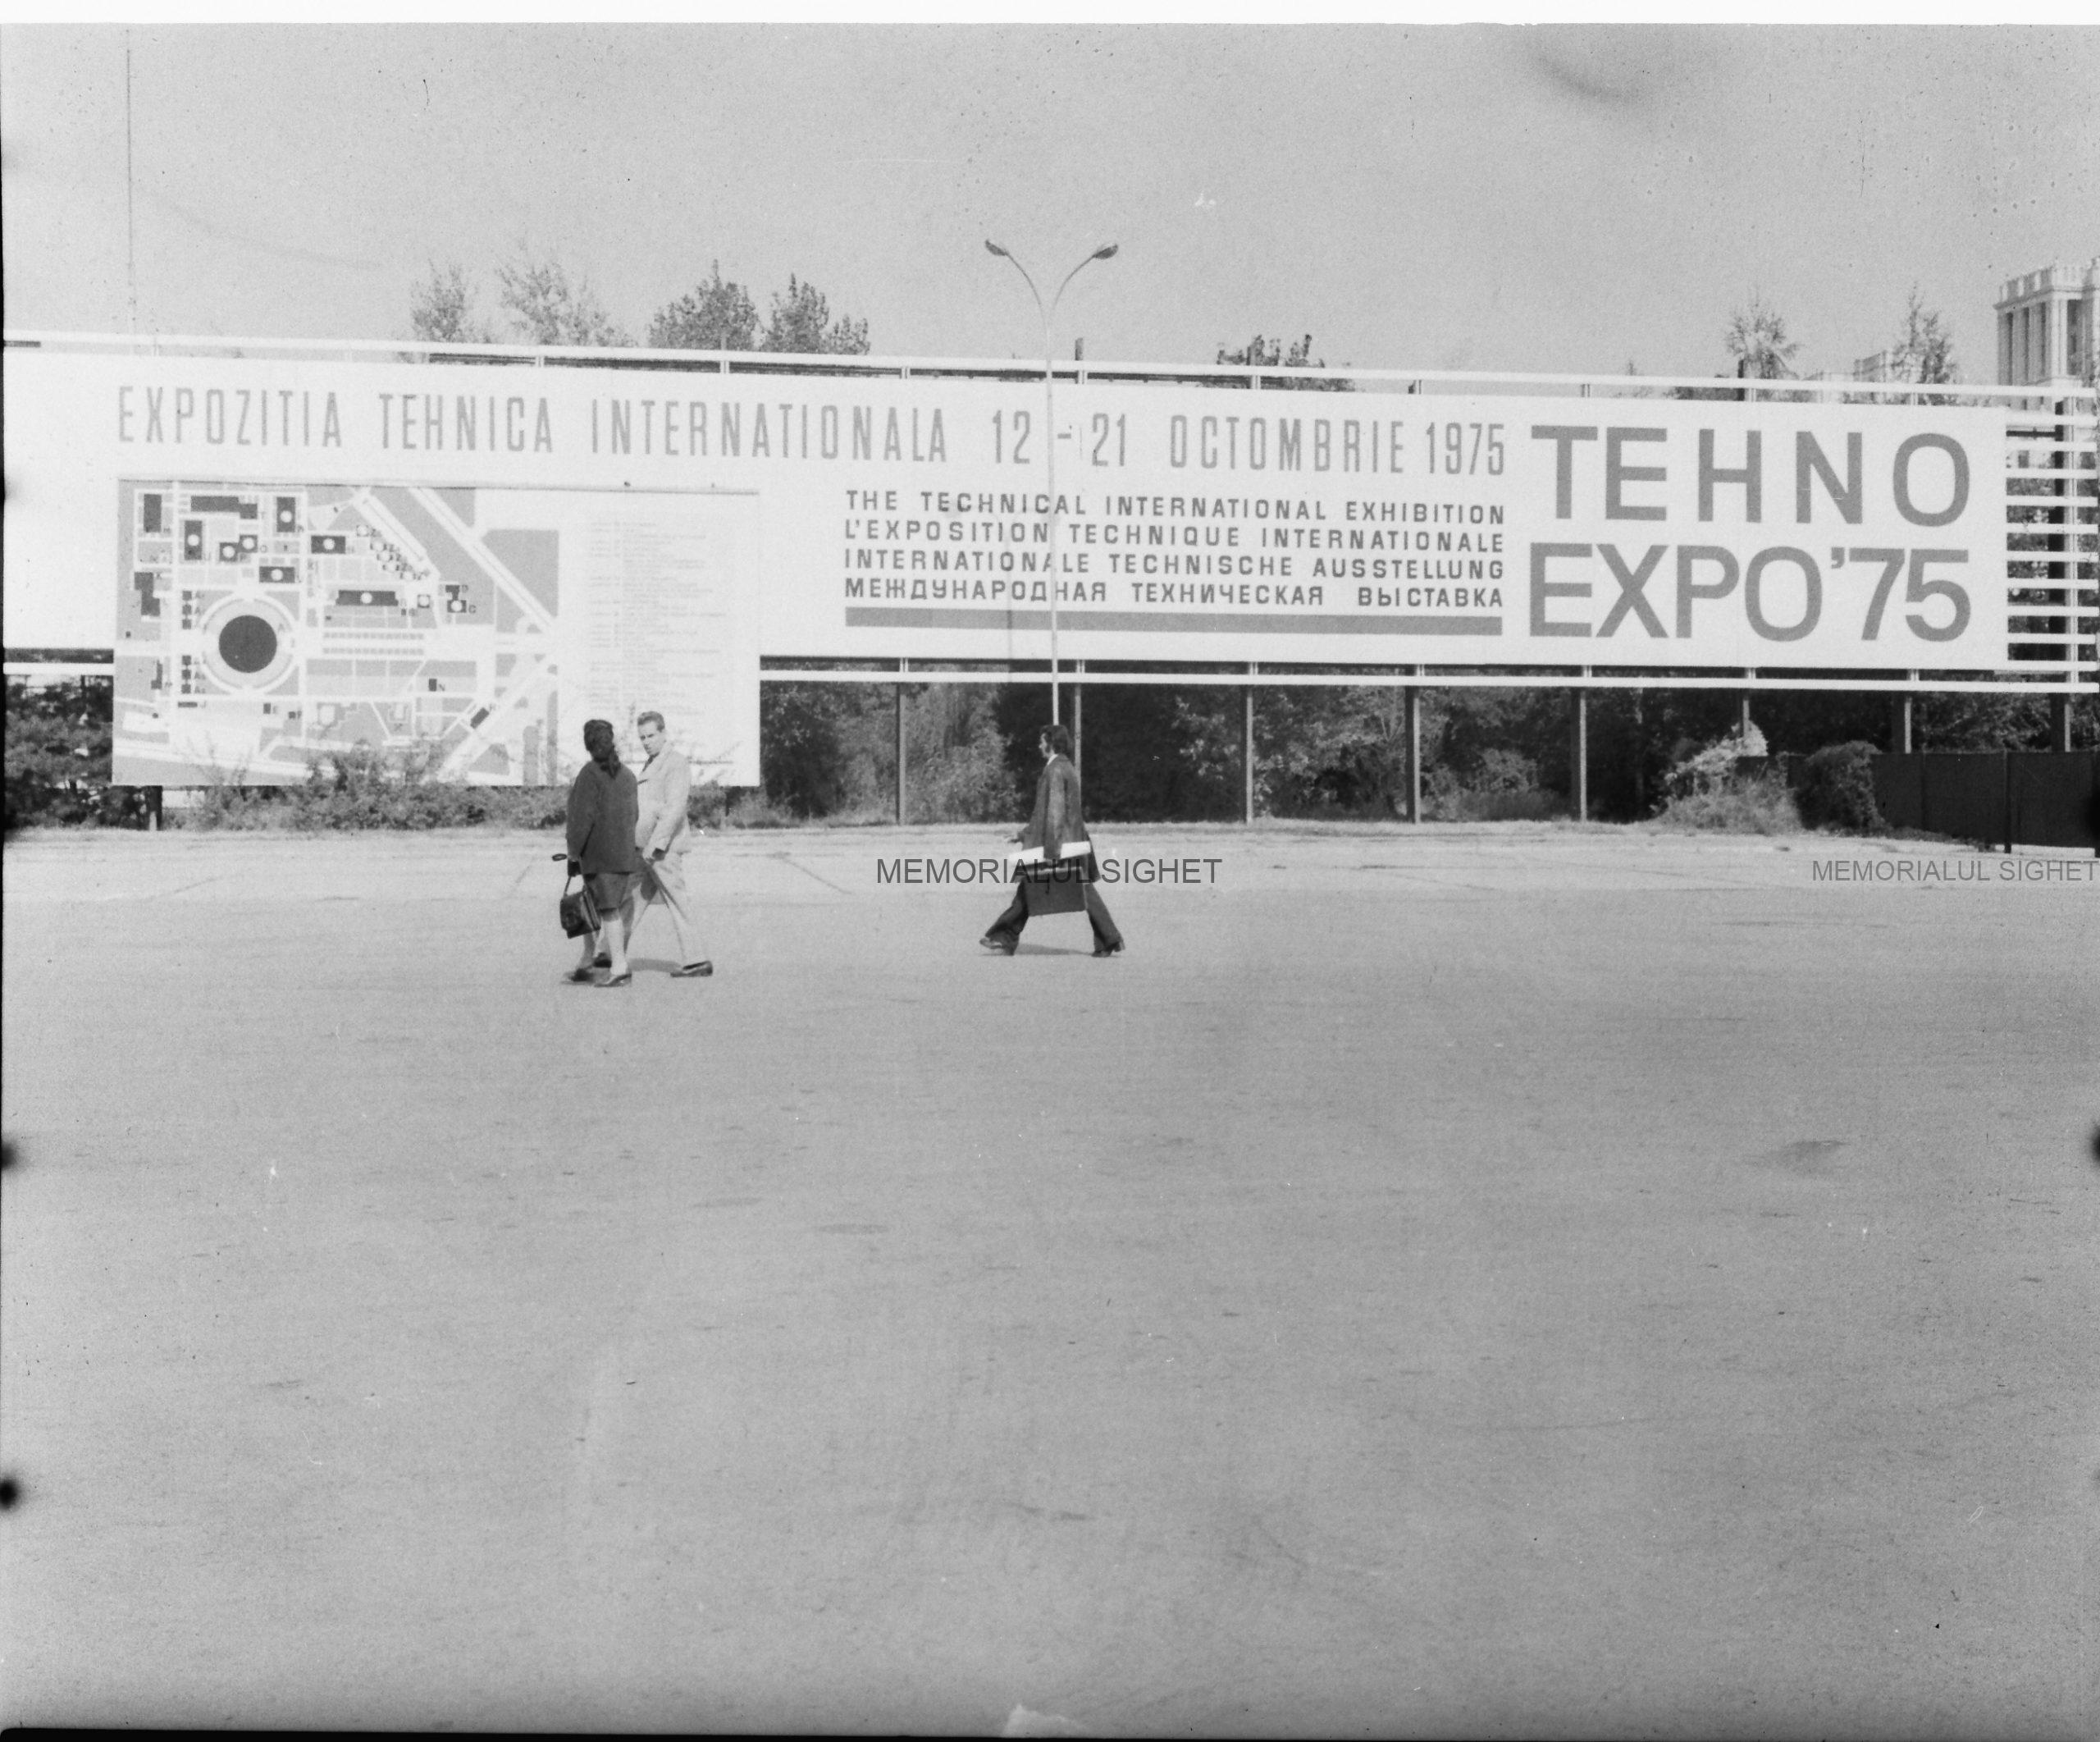 EXPOZITIA TEHNICA INTERNATIONALA 12-21 OCTOMBRIE 1975
THE TECHNICAL INTERNATIONAL EXHIBITION
L'EXPOSITION TECHNIQUE INTERNATIONALE
INTERNATIONALE TECHNISCHE AUSSTELLUNG
МЕЖДУНАРОДНАЯ ТЕХНИЧЕСКАЯ ВЫСТАВКА
TEHNO
EXPO'75
MEMORIALUL SIGHET
MEMORIALUL SIGHET